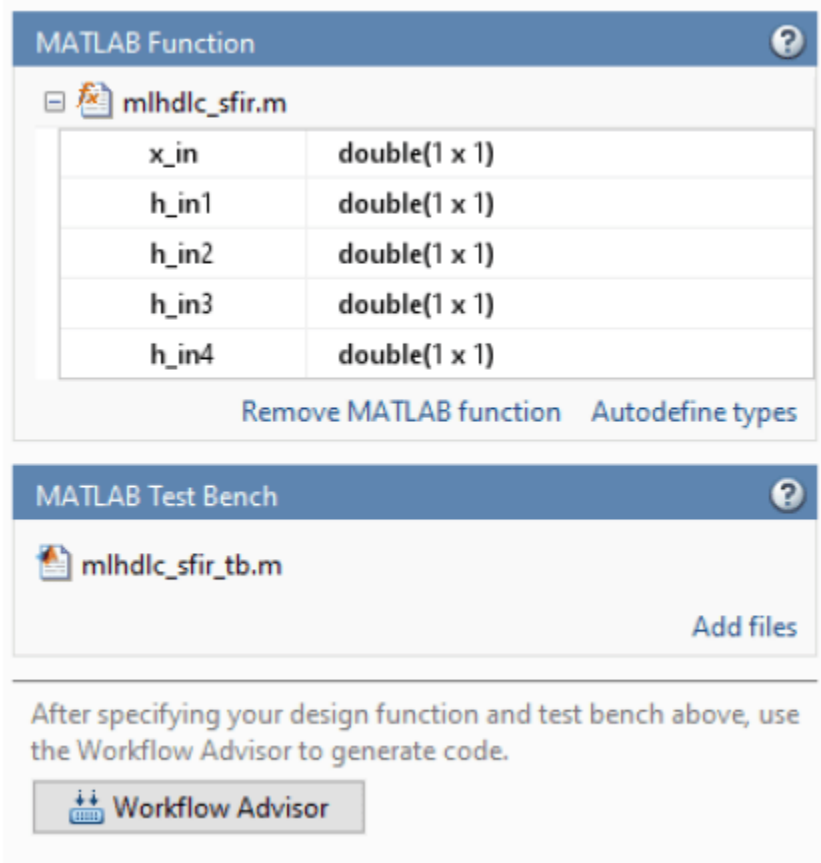 MATLAB Function ?
mlhdlc_sfir.m
x_in double(1 x 1)
h_in1 double(1 x 1)
h_in2 double(1 x 1)
h_in3 double(1 x 1)
h_in4 double(1 x 1)
Remove MATLAB function Autodefine types
MATLAB Test Bench ?
mlhdlc_sfir_tb.m
Add files
After specifying your design function and test bench above, use
the Workflow Advisor to generate code.
Workflow Advisor